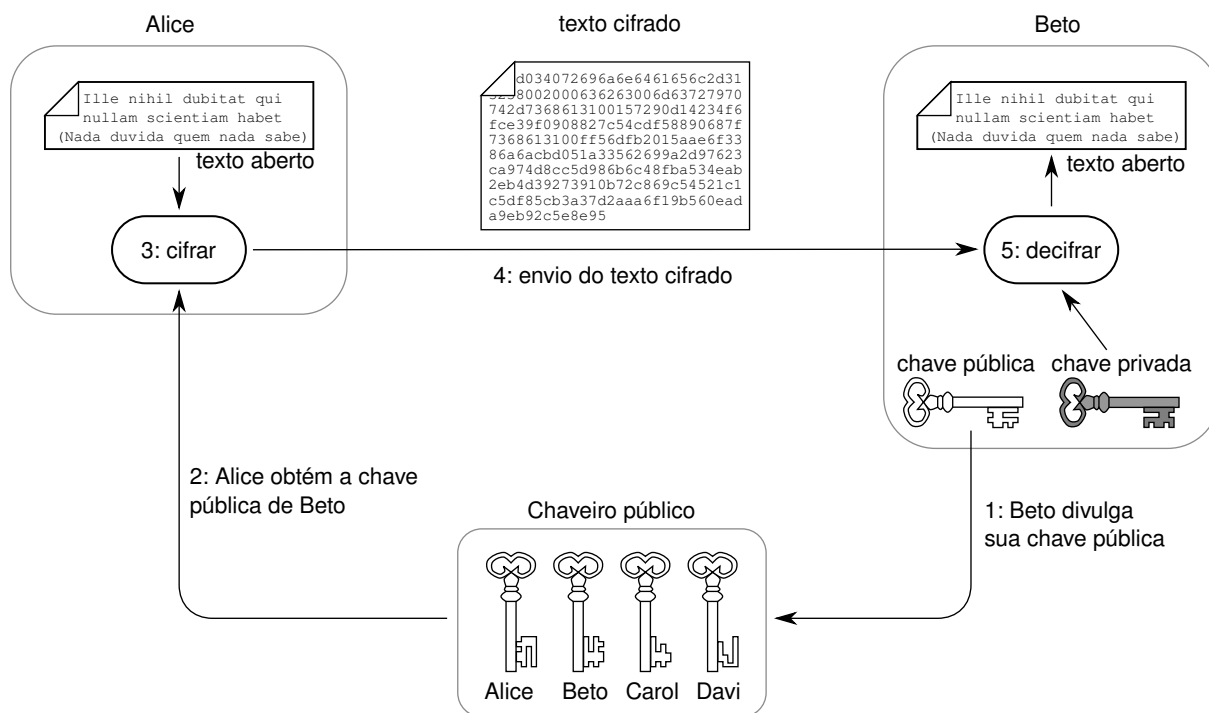 Alice
texto cifrado
Beto
Ille nihil dubitat qui
nullam scientiam habet
(Nada duvida quem nada sabe)
texto aberto
3: cifrar
d034072696a6e6461656c2d31
8002000636263006d63727970
742d7368613100157290d14234f6
fce39f0908827c54cdf58890687f
7368613100ff56dfb2015aae6f33
86a6acbd051a33562699a2d97623
ca974d8cc5d986b6c48fba534eab
2eb4d39273910b72c869c54521c1
c5df85cb3a37d2aaa6f19b560ead
a9eb92c5e8e95
4: envio do texto cifrado
Ille nihil dubitat qui
nullam scientiam habet
(Nada duvida quem nada sabe)
texto aberto
5: decifrar
chave pública
chave privada
2: Alice obtém a chave
pública de Beto
1: Beto divulga
sua chave pública
Chaveiro público
Alice
Beto
Carol
Davi